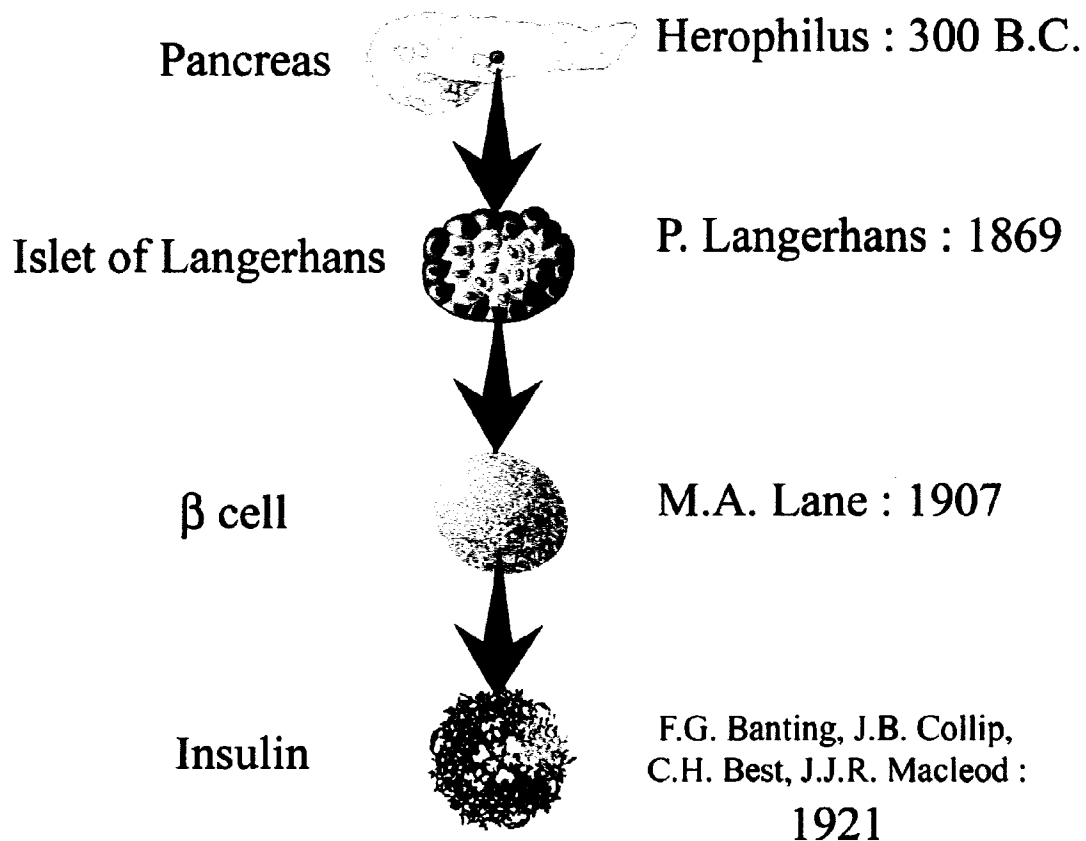 Pancreas
Herophilus : 300 B.C.
Islet of Langerhans
P. Langerhans : 1869
β cell
M.A. Lane : 1907
Insulin
F.G. Banting, J.B. Collip,
C.H. Best, J.J.R. Macleod :
1921